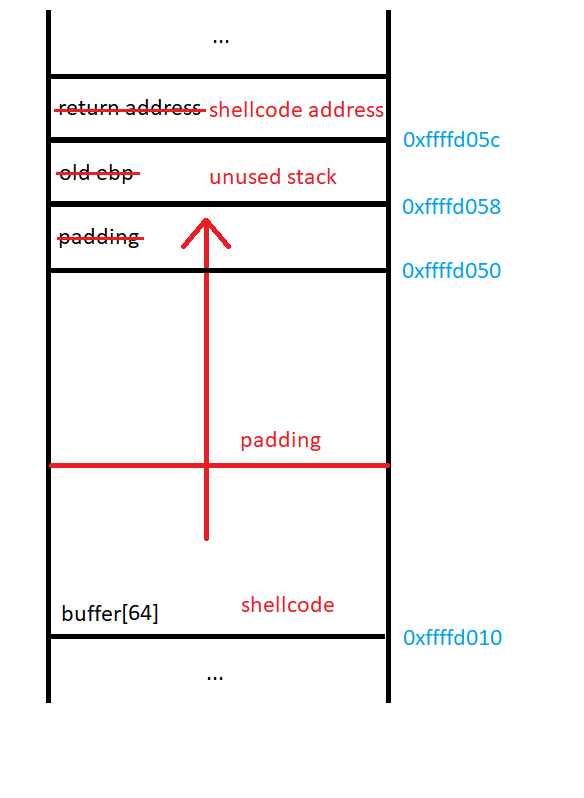 ...
return address shellcode address
0xffffd05c
old ebp unused stack
0xffffd058
padding
0xffffd050
padding
shellcode
buffer[64]
0xffffd010
...